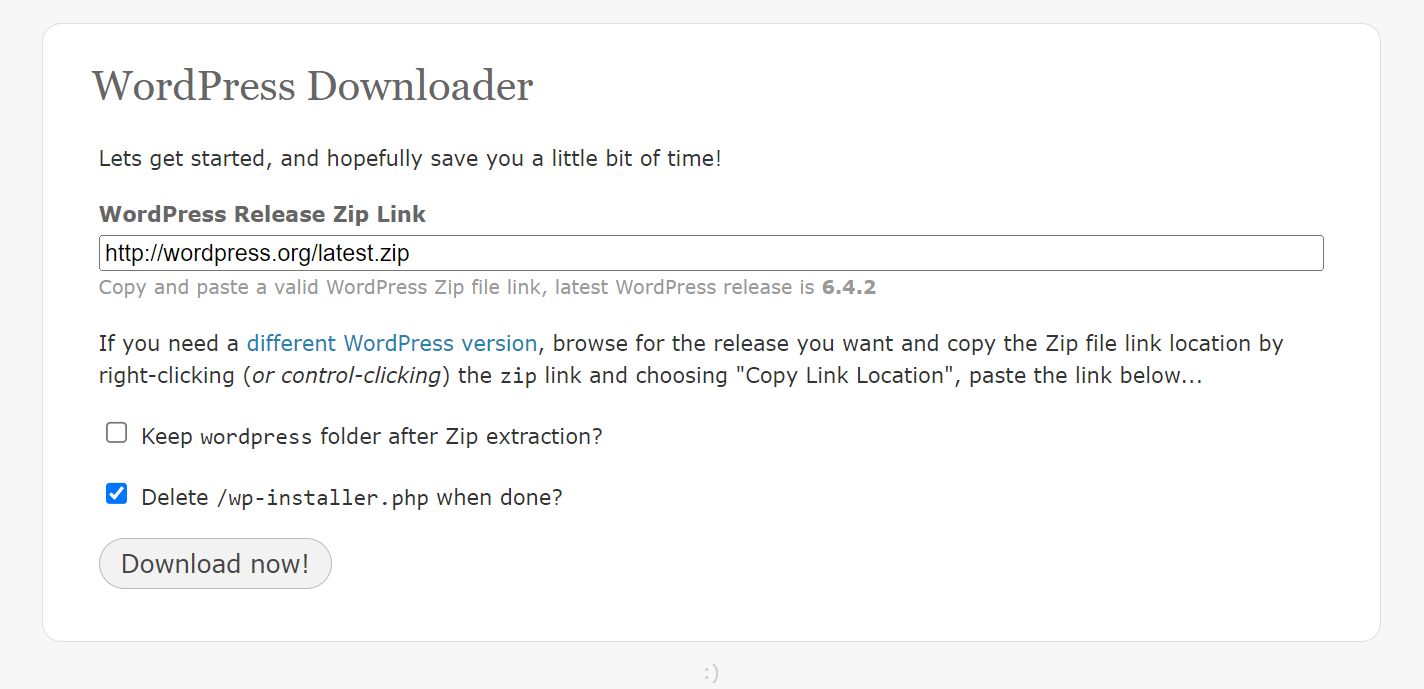 WordPress Downloader
Lets get started, and hopefully save you a little bit of time!
WordPress Release Zip Link
http://wordpress.org/latest.zip
Copy and paste a valid WordPress Zip file link, latest WordPress release is 6.4.2
If you need a different WordPress version, browse for the release you want and copy the Zip file link location by
right-clicking (or control-clicking) the zip link and choosing "Copy Link Location", paste the link below...
Keep wordpress folder after Zip extraction?
Delete /wp-installer.php when done?
Download now!
:)